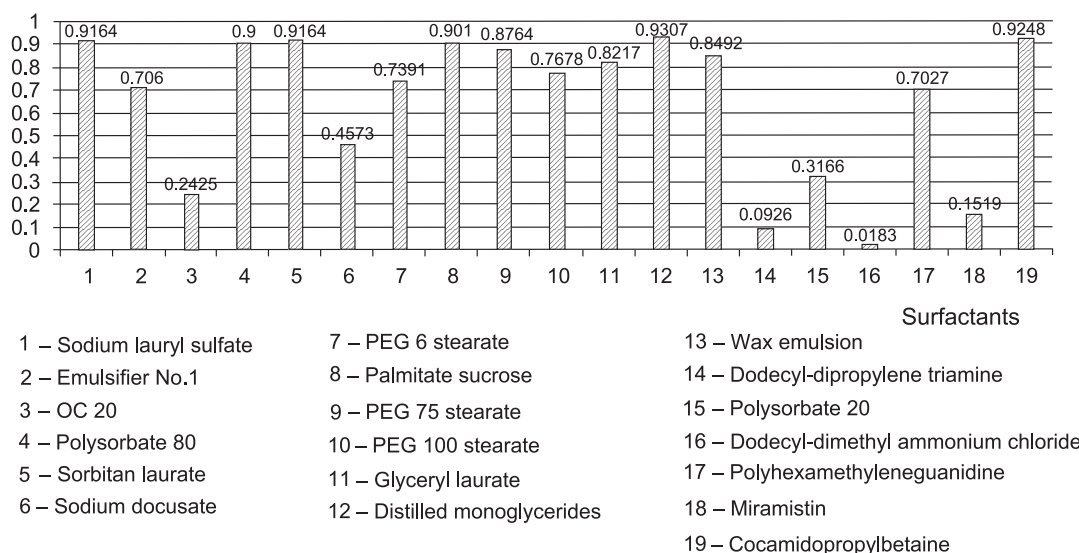 1
0.9
0.8
0.7
0.6
0.5
0.4
0.3
0.2
0.1
0
0.9164
0.706
0.2425
0.9
0.9164
0.4573
0.7391
0.901
0.8764
0.7678
0.8217
0.9307
0.8492
0.0926
0.3166
0.0183
0.7027
0.1519
0.9248
1 2 3 4 5 6 7 8 9 10 11 12 13 14 15 16 17 18 19
Surfactants
1 – Sodium lauryl sulfate
2 – Emulsifier No.1
3 – OC 20
4 – Polysorbate 80
5 – Sorbitan laurate
6 – Sodium docusate
7 – PEG 6 stearate
8 – Palmitate sucrose
9 – PEG 75 stearate
10 – PEG 100 stearate
11 – Glyceryl laurate
12 – Distilled monoglycerides
13 – Wax emulsion
14 – Dodecyl-dipropylene triamine
15 – Polysorbate 20
16 – Dodecyl-dimethyl ammonium chloride
17 – Polyhexamethyleneguanidine
18 – Miramistin
19 – Cocamidopropylbetaine